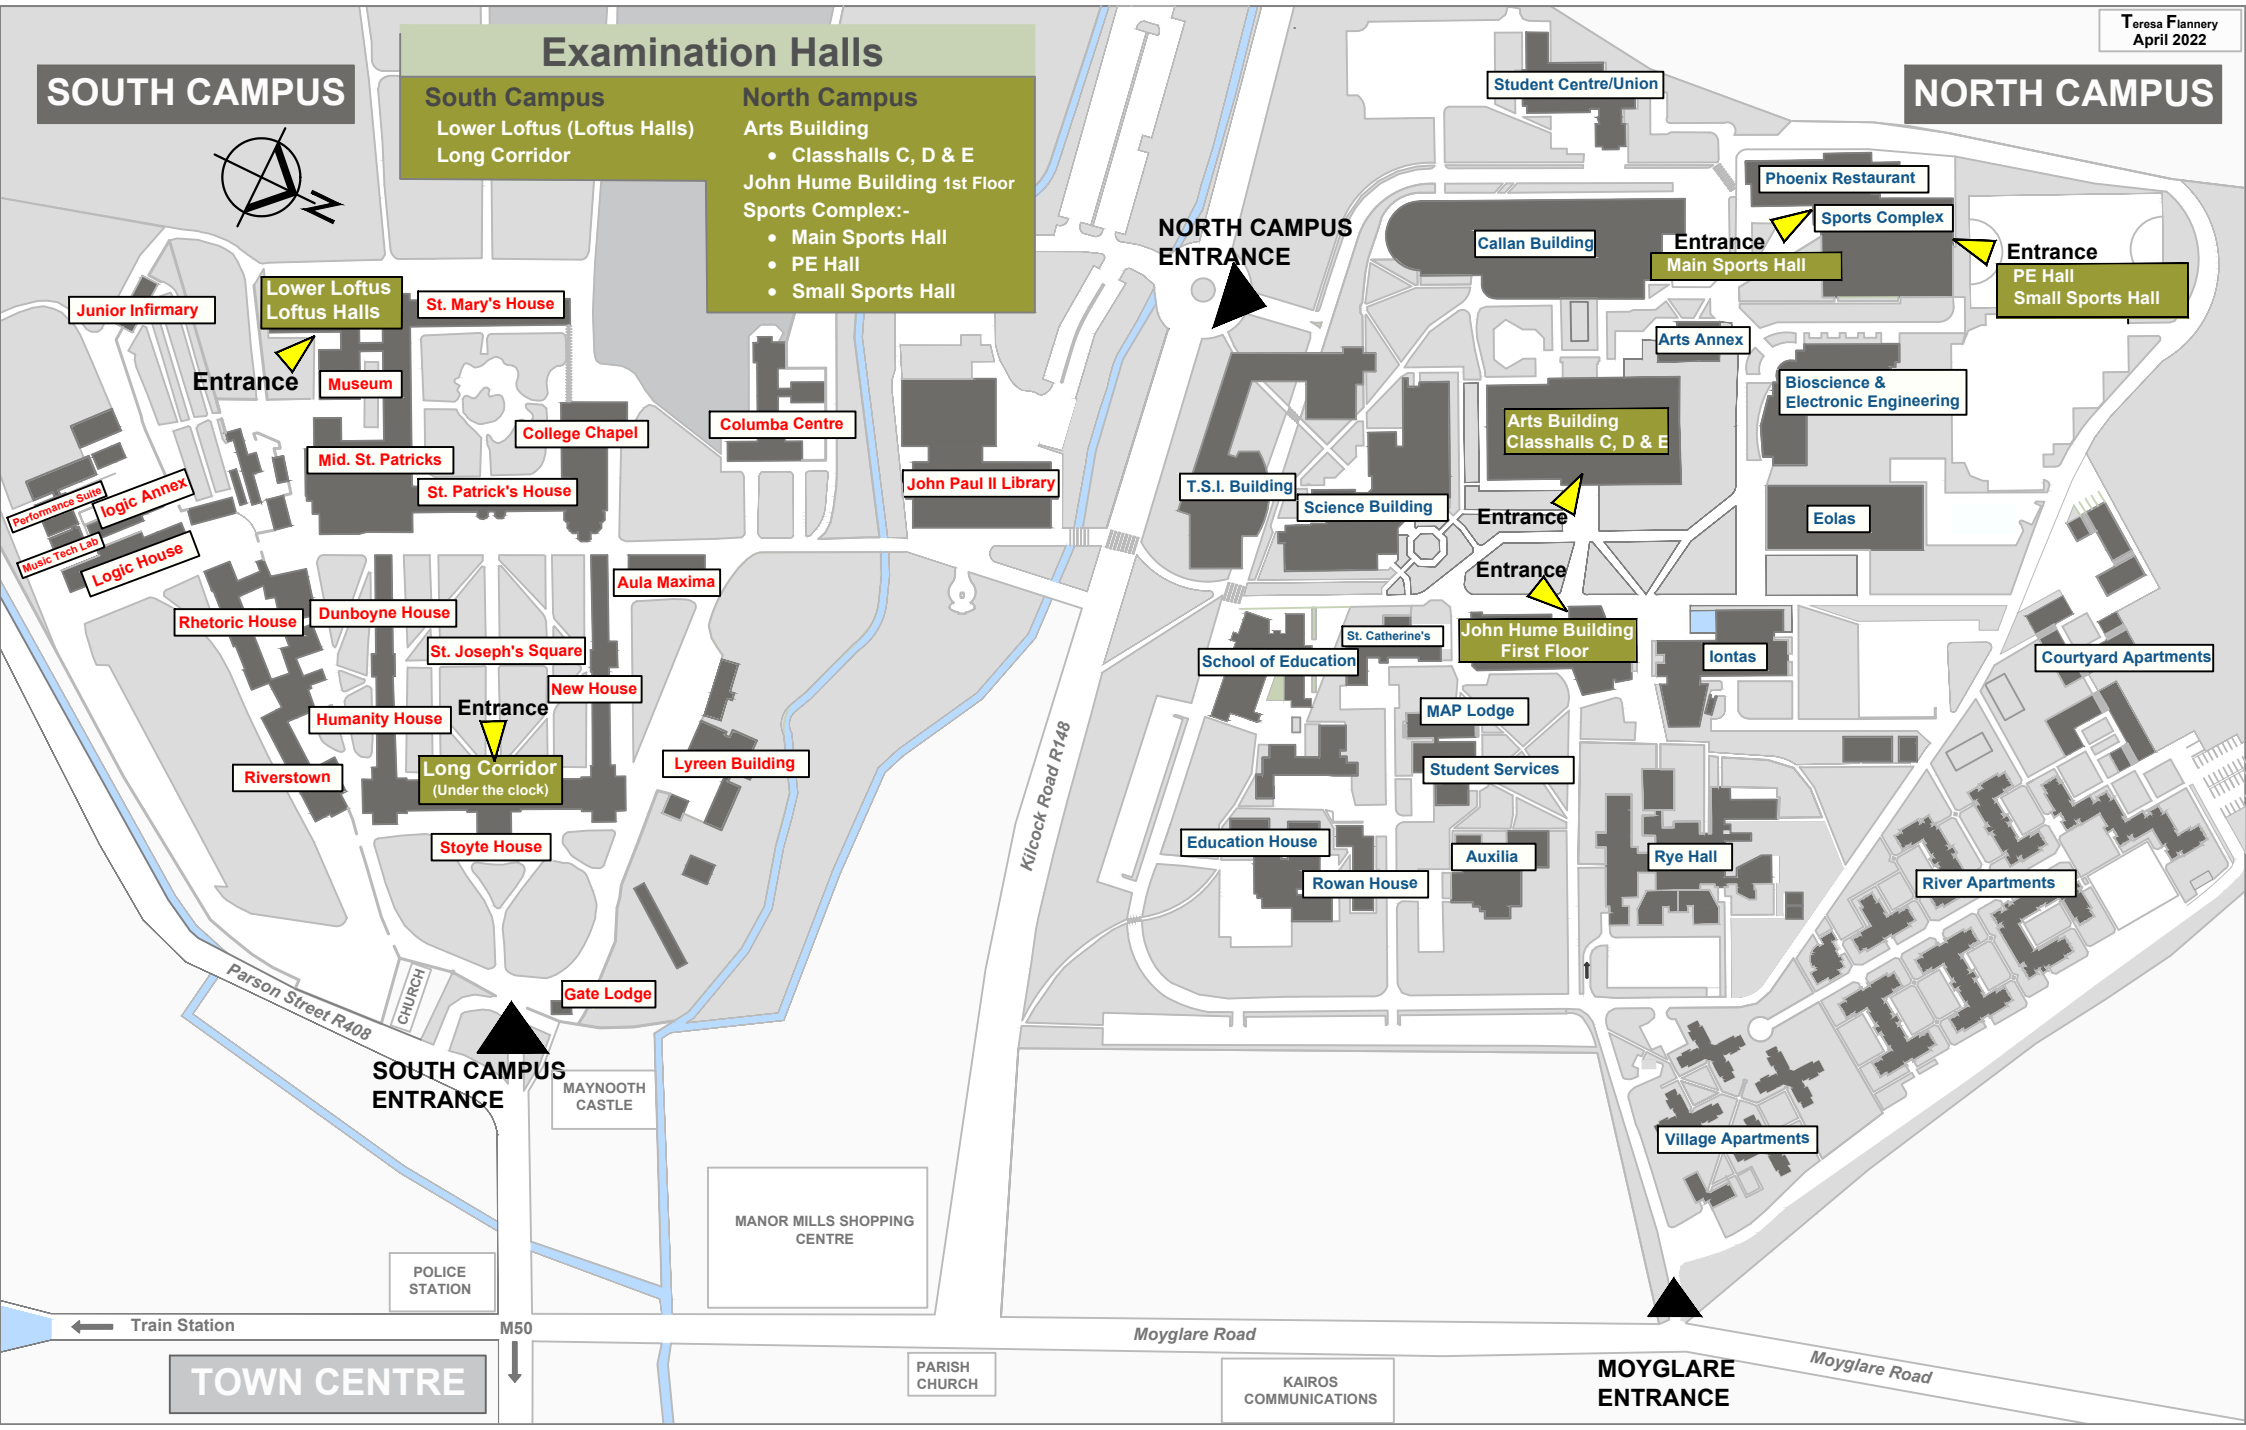 Teresa Flannery
April 2022
SOUTH CAMPUS
Examination Halls
South Campus
Lower Loftus (Loftus Halls)
Long Corridor
North Campus
Arts Building
• Classhalls C, D & E
John Hume Building 1st Floor
Sports Complex:-
• Main Sports Hall
• PE Hall
• Small Sports Hall
NORTH CAMPUS
N
Junior Infirmary
Lower Loftus
Loftus Halls
St. Mary's House
Entrance
Museum
College Chapel
Mid. St. Patricks
St. Patrick's House
Columba Centre
John Paul II Library
Performance Suite
logic Annex
Music Tech Lab
Logic House
Rhetoric House
Dunboyne House
Aula Maxima
St. Joseph's Square
New House
Humanity House
Entrance
Riverstown
Long Corridor
(Under the clock)
Lyreen Building
Stoyte House
Gate Lodge
CHURCH
Parson Street R408
SOUTH CAMPUS
ENTRANCE
MAYNOOTH
CASTLE
MANOR MILLS SHOPPING
CENTRE
POLICE
STATION
Train Station
M50
TOWN CENTRE
PARISH
CHURCH
KAIROS
COMMUNICATIONS
Moyglare Road
Moyglare Road
MOYGLARE
ENTRANCE
Kilcock Road R148
NORTH CAMPUS
ENTRANCE
Student Centre/Union
Phoenix Restaurant
Sports Complex
Callan Building
Entrance
Main Sports Hall
Entrance
PE Hall
Small Sports Hall
Arts Annex
Bioscience &
Electronic Engineering
Arts Building
Classhalls C, D & E
T.S.I. Building
Science Building
Entrance
Eolas
Entrance
St. Catherine's
John Hume Building
First Floor
School of Education
Iontas
Courtyard Apartments
MAP Lodge
Student Services
Education House
Auxilia
Rye Hall
Rowan House
River Apartments
Village Apartments